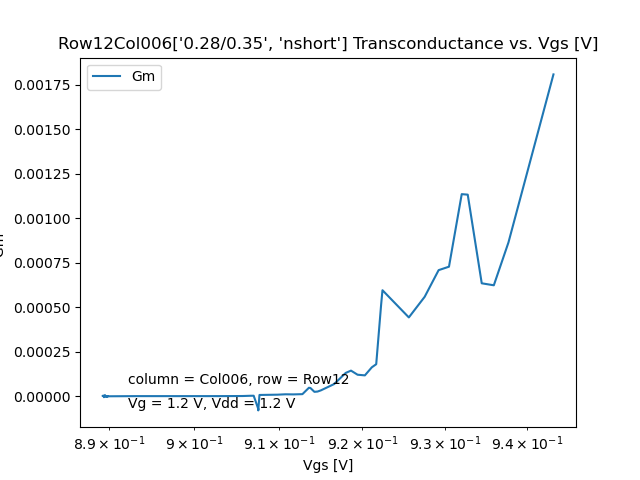 Row12Col006['0.28/0.35', 'nshort'] Transconductance vs. Vgs [V]
Gm
0.00175
0.00150
0.00125
0.00100
0.00075
0.00050
0.00025
0.00000
Gm
column = Col006, row = Row12
Vg = 1.2 V, Vdd = 1.2 V
8.9 × 10⁻¹ 9 × 10⁻¹ 9.1 × 10⁻¹ 9.2 × 10⁻¹ 9.3 × 10⁻¹ 9.4 × 10⁻¹
Vgs [V]